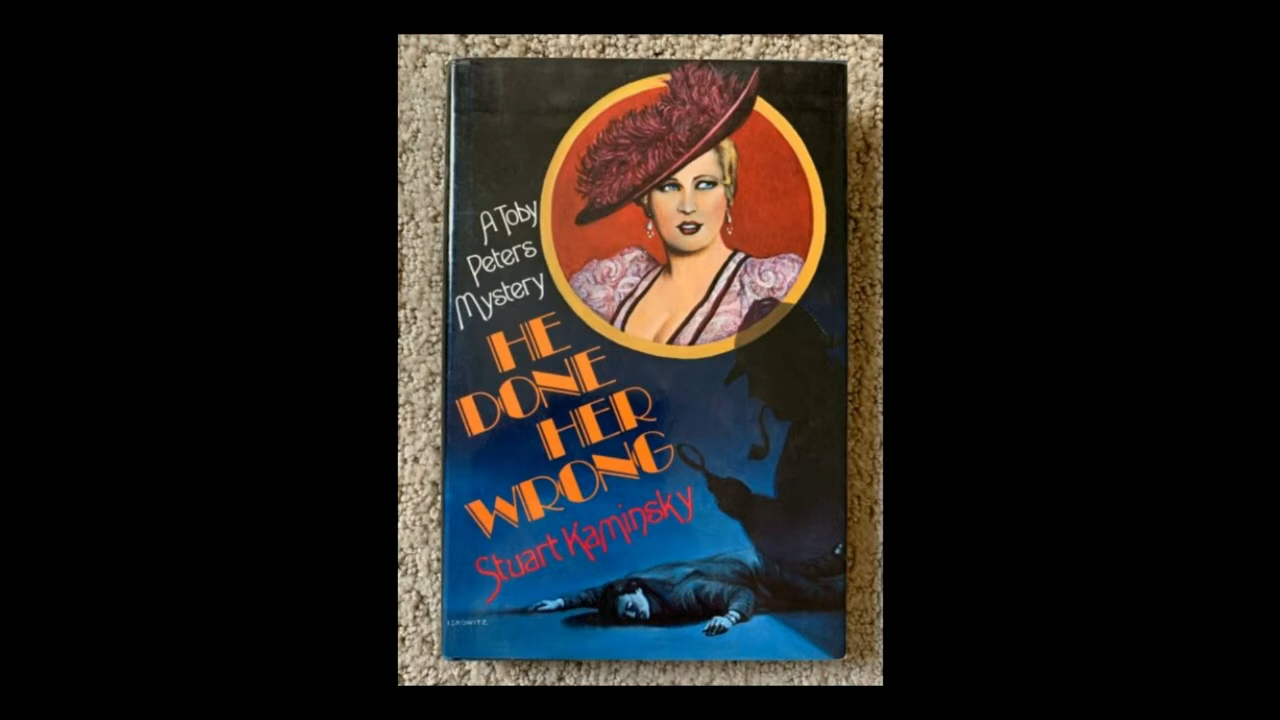 A Toby
Peters
Mystery
HE
DONE
HER
WRONG
Stuart Kaminsky